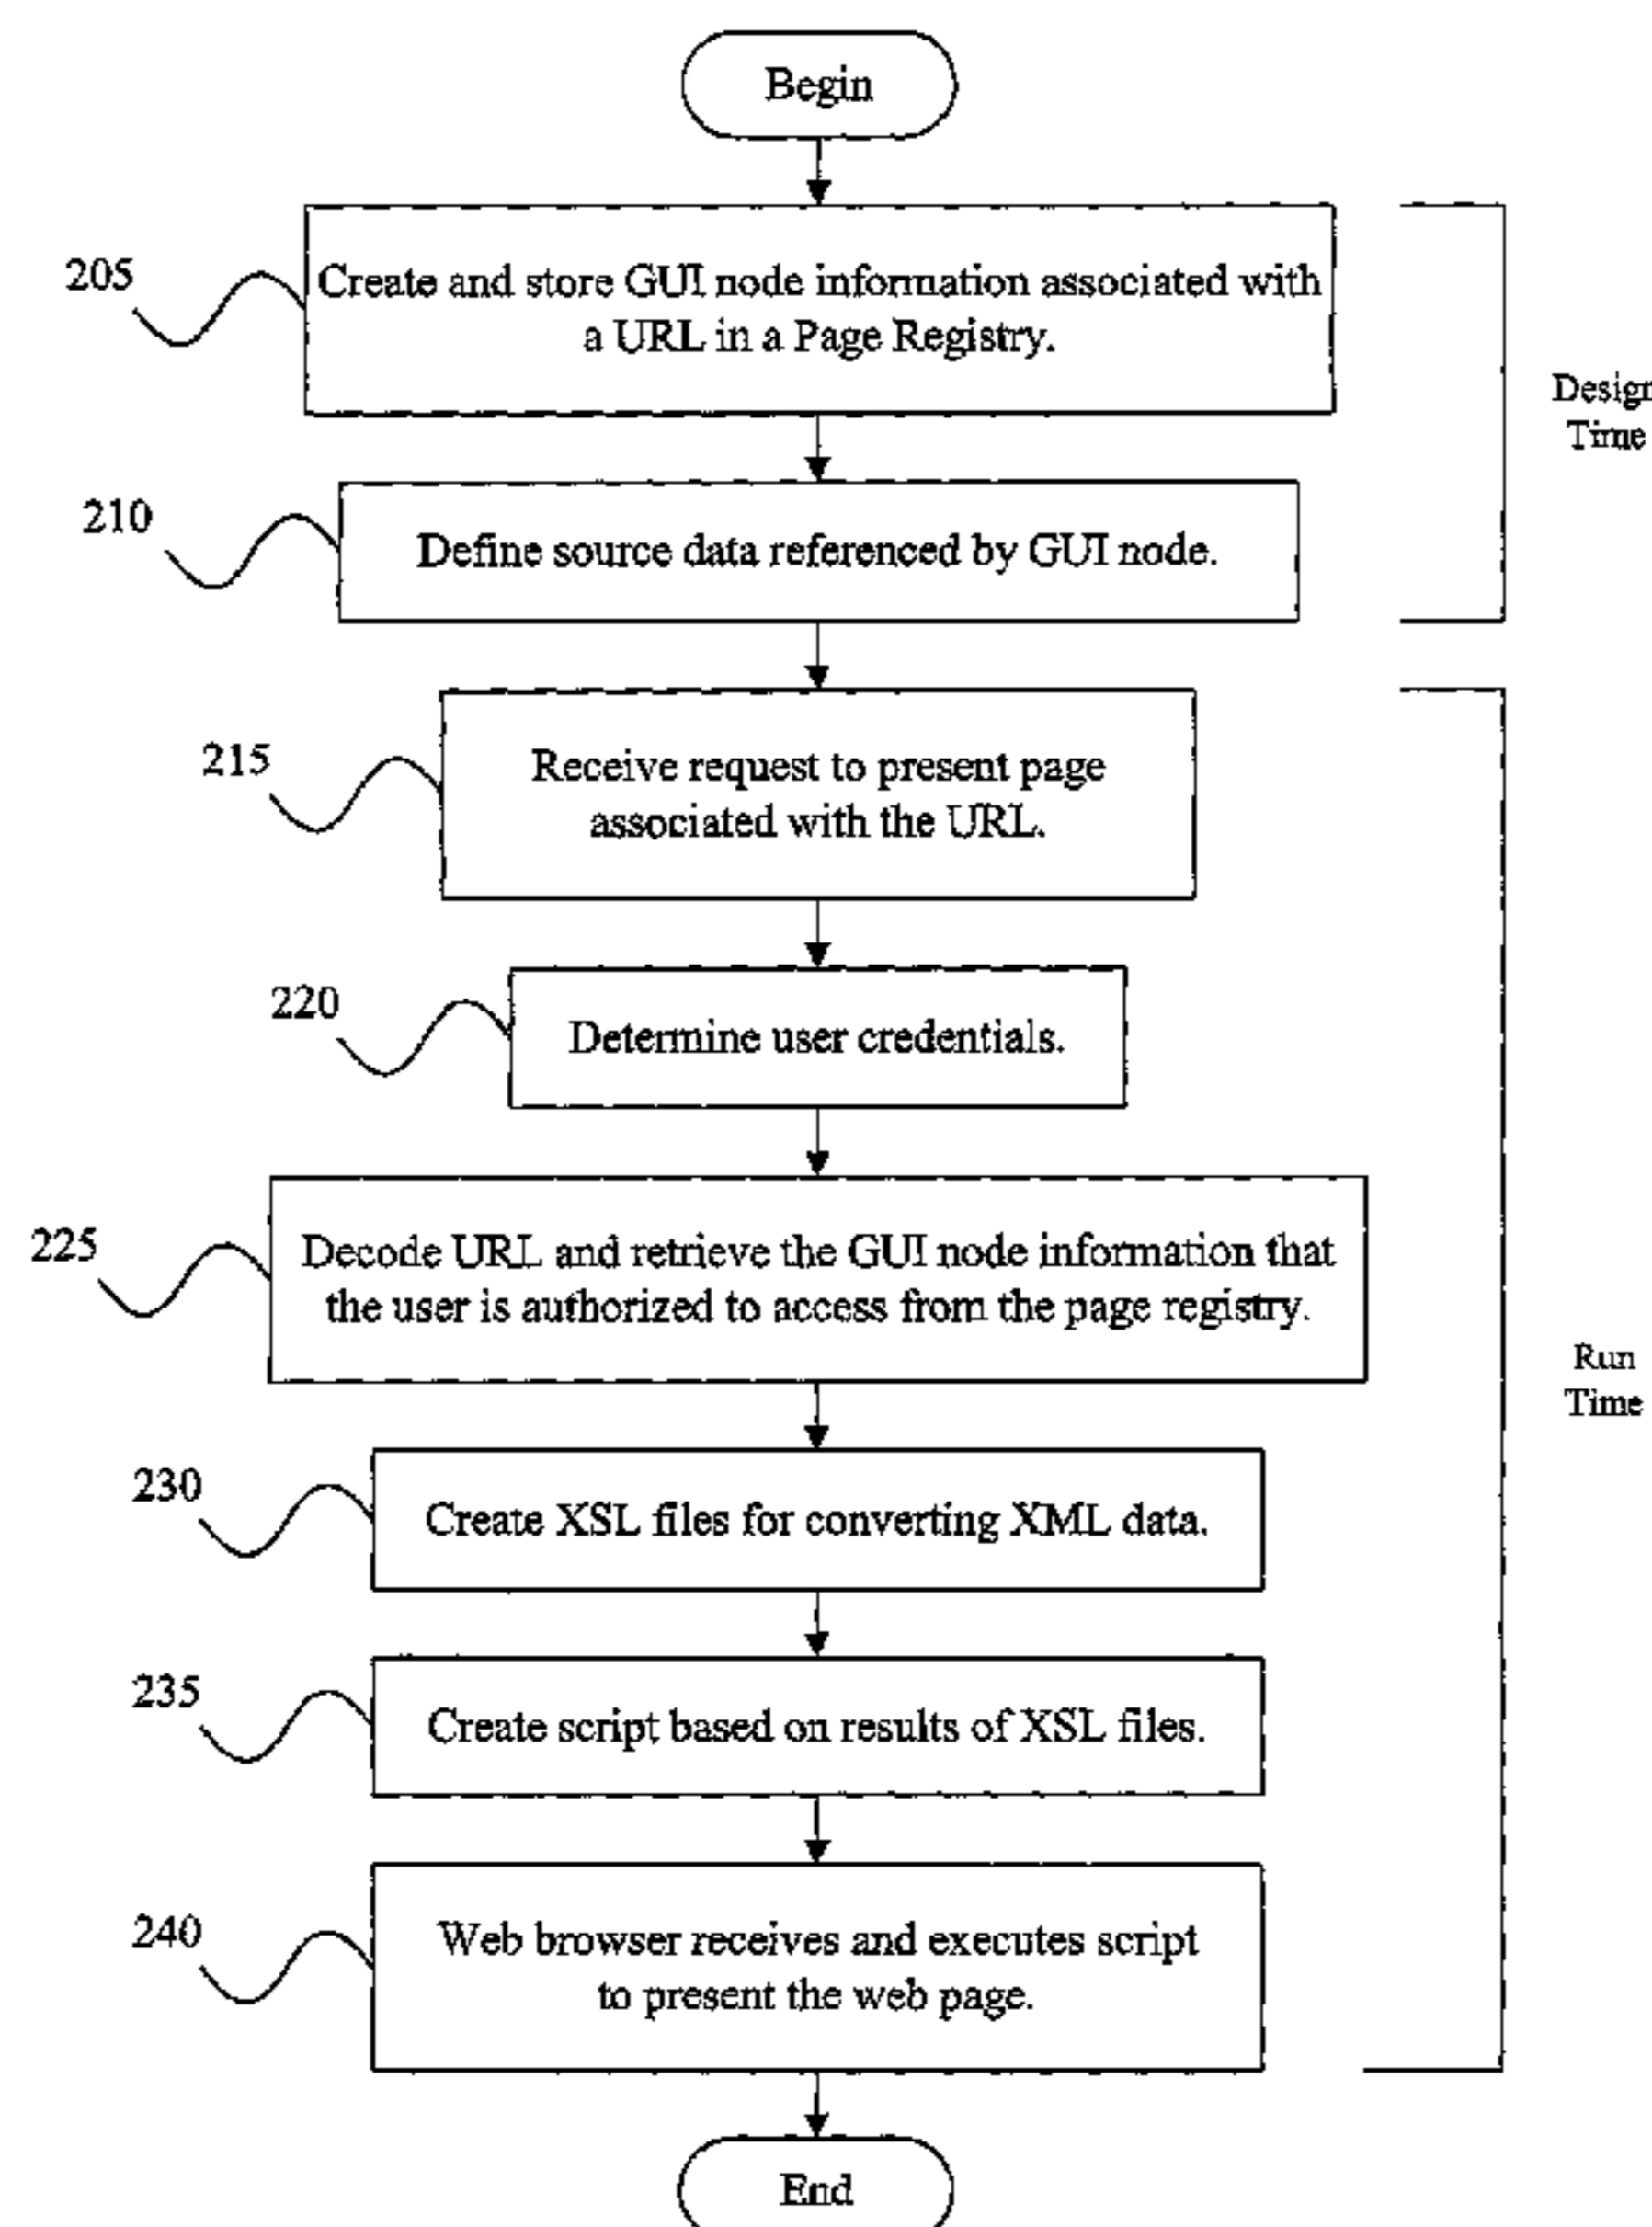 Begin
205
Create and store GUI node information associated with
a URL in a Page Registry.
Design
Time
210
Define source data referenced by GUI node.
215
Receive request to present page
associated with the URL.
220
Determine user credentials.
225
Decode URL and retrieve the GUI node information that
the user is authorized to access from the page registry.
Run
Time
230
Create XSL files for converting XML data.
235
Create script based on results of XSL files.
240
Web browser receives and executes script
to present the web page.
End